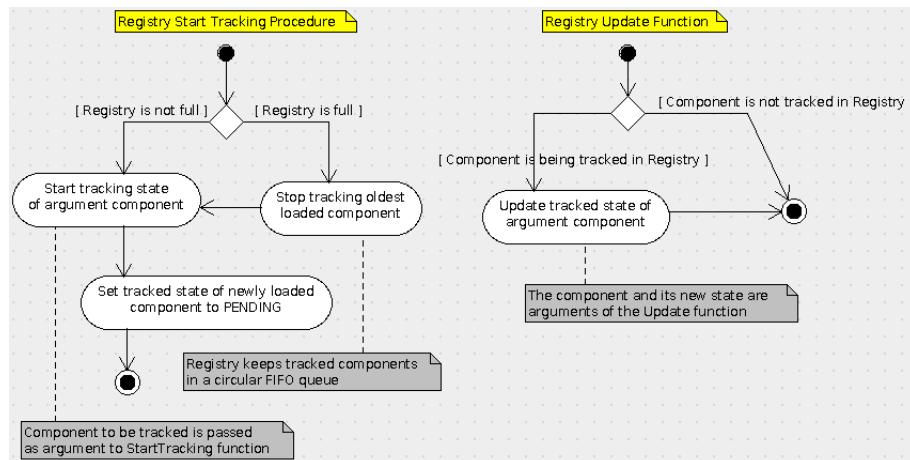 Registry Start Tracking Procedure
[ Registry is not full ]
[ Registry is full ]
Start tracking state
of argument component
Stop tracking oldest
loaded component
Set tracked state of newly loaded
component to PENDING
Registry keeps tracked components
in a circular FIFO queue
Component to be tracked is passed
as argument to StartTracking function
Registry Update Function
[ Component is not tracked in Registry
[ Component is being tracked in Registry ]
Update tracked state of
argument component
The component and its new state are
arguments of the Update function